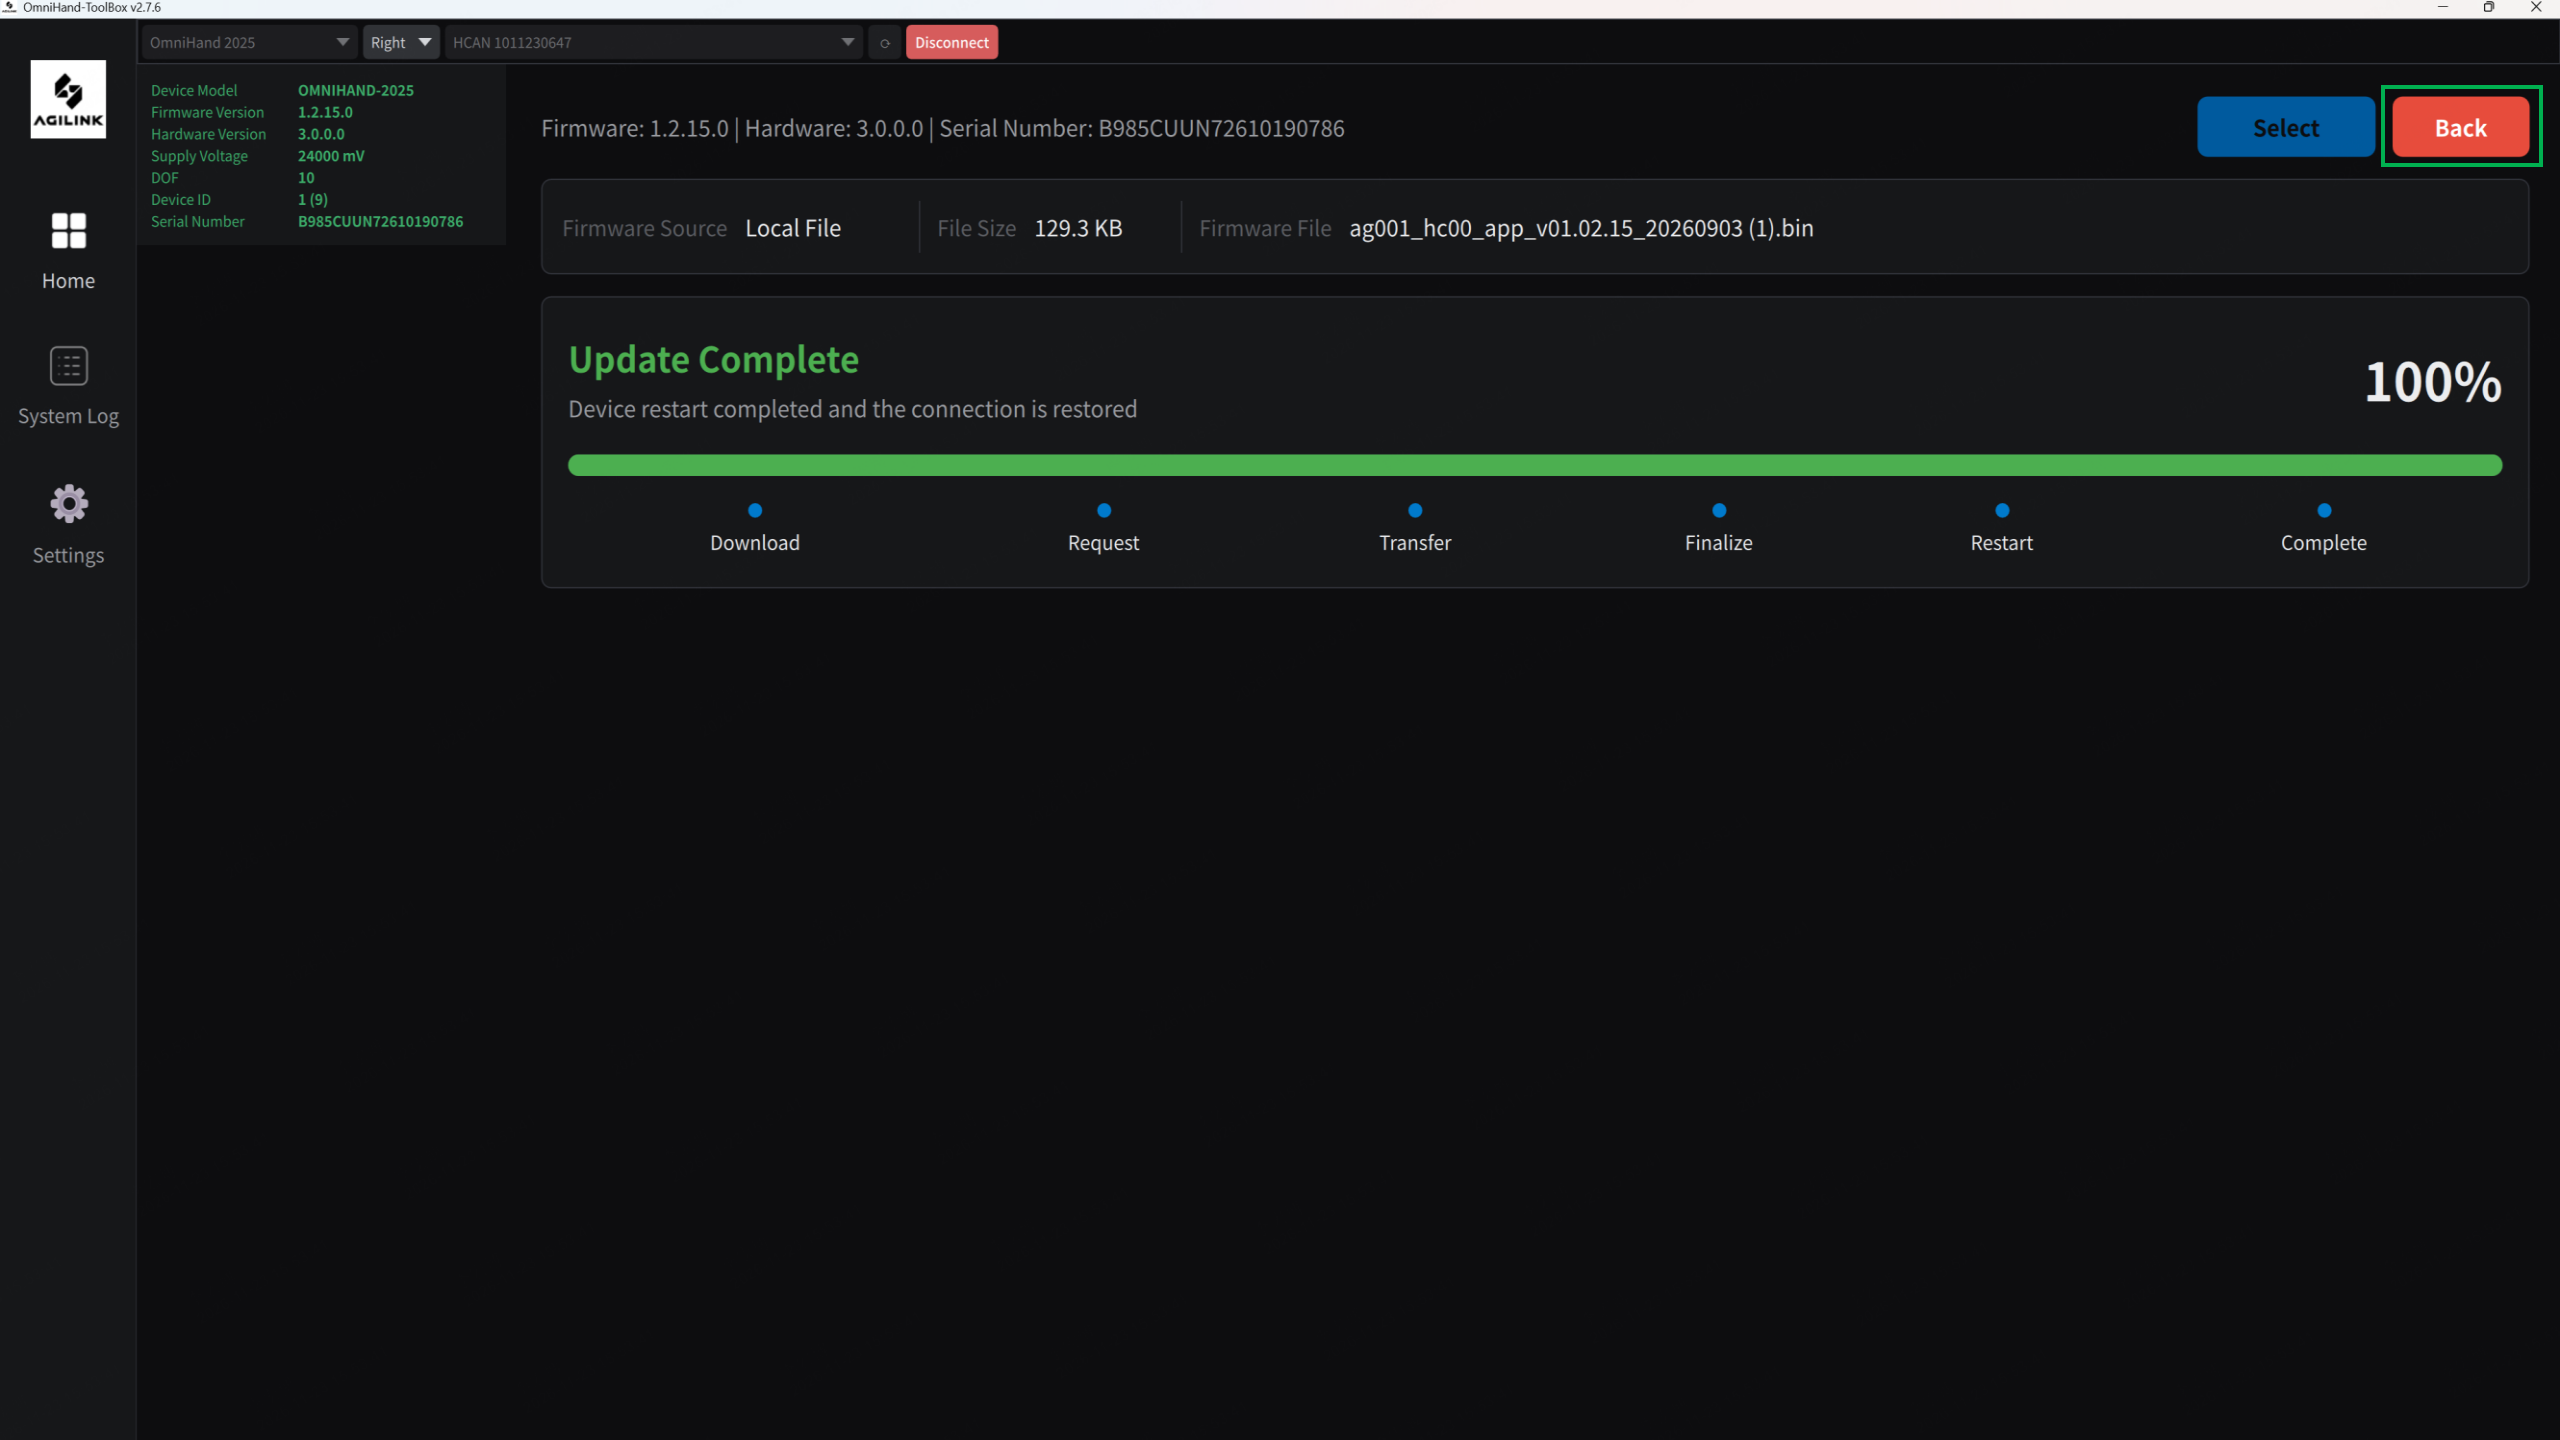 OmniHand-ToolBox v2.7.6
OmniHand 2025
Right
HCAN 1011230647
Disconnect
AGILINK
Home
System Log
Settings
Device Model OMNIHAND-2025
Firmware Version 1.2.15.0
Hardware Version 3.0.0.0
Supply Voltage 24000 mV
DOF 10
Device ID 1 (9)
Serial Number B985CUUN72610190786
Firmware: 1.2.15.0 | Hardware: 3.0.0.0 | Serial Number: B985CUUN72610190786
Select
Back
Firmware Source Local File
File Size 129.3 KB
Firmware File ag001_hc00_app_v01.02.15_20260903 (1).bin
Update Complete
Device restart completed and the connection is restored
100%
Download
Request
Transfer
Finalize
Restart
Complete